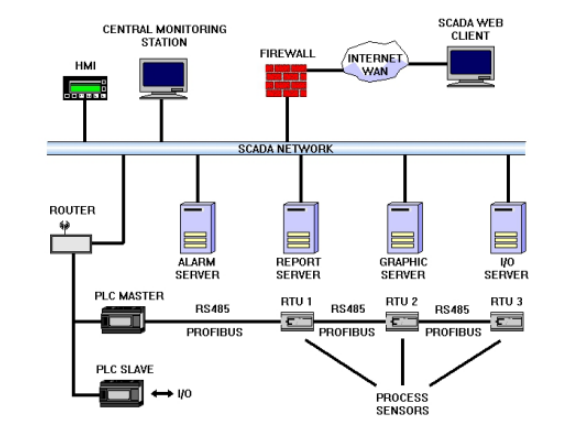 CENTRAL MONITORING
STATION
SCADA WEB
CLIENT
HMI
FIREWALL
INTERNET
WAN
SCADA NETWORK
ROUTER
ALARM
SERVER
REPORT
SERVER
GRAPHIC
SERVER
I/O
SERVER
PLC MASTER
RS485
PROFIBUS
RTU 1
RS485
PROFIBUS
RTU 2
RS485
PROFIBUS
RTU 3
PLC SLAVE
I/O
PROCESS
SENSORS